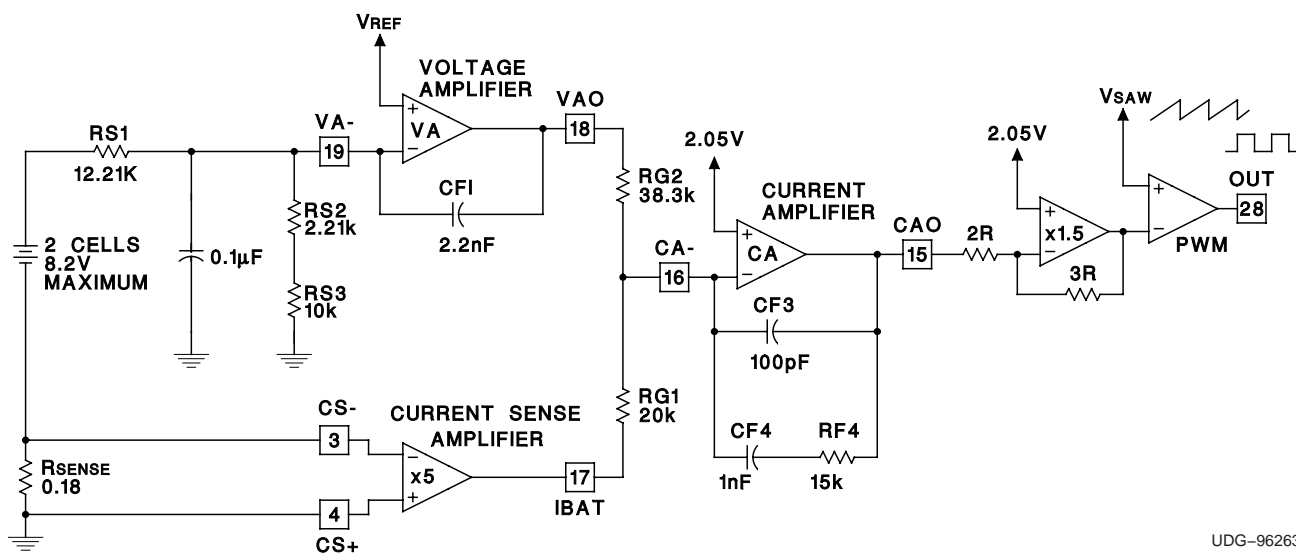 VREF
VOLTAGE
AMPLIFIER
VA-
19
+
VA
−
VAO
18
RS1
12.21K
CFI
2.2nF
RS2
2.21k
RS3
10k
0.1µF
2 CELLS
8.2V
MAXIMUM
RG2
38.3k
CA-
16
2.05V
CURRENT
AMPLIFIER
+
CA
−
CAO
15
2R
2.05V
+
x1.5
−
3R
VSAW
+
−
PWM
OUT
28
CF3
100pF
CF4
1nF
RF4
15k
RG1
20k
CS-
3
CURRENT SENSE
AMPLIFIER
−
x5
+
17
IBAT
RSENSE
0.18
4
CS+
UDG−96263